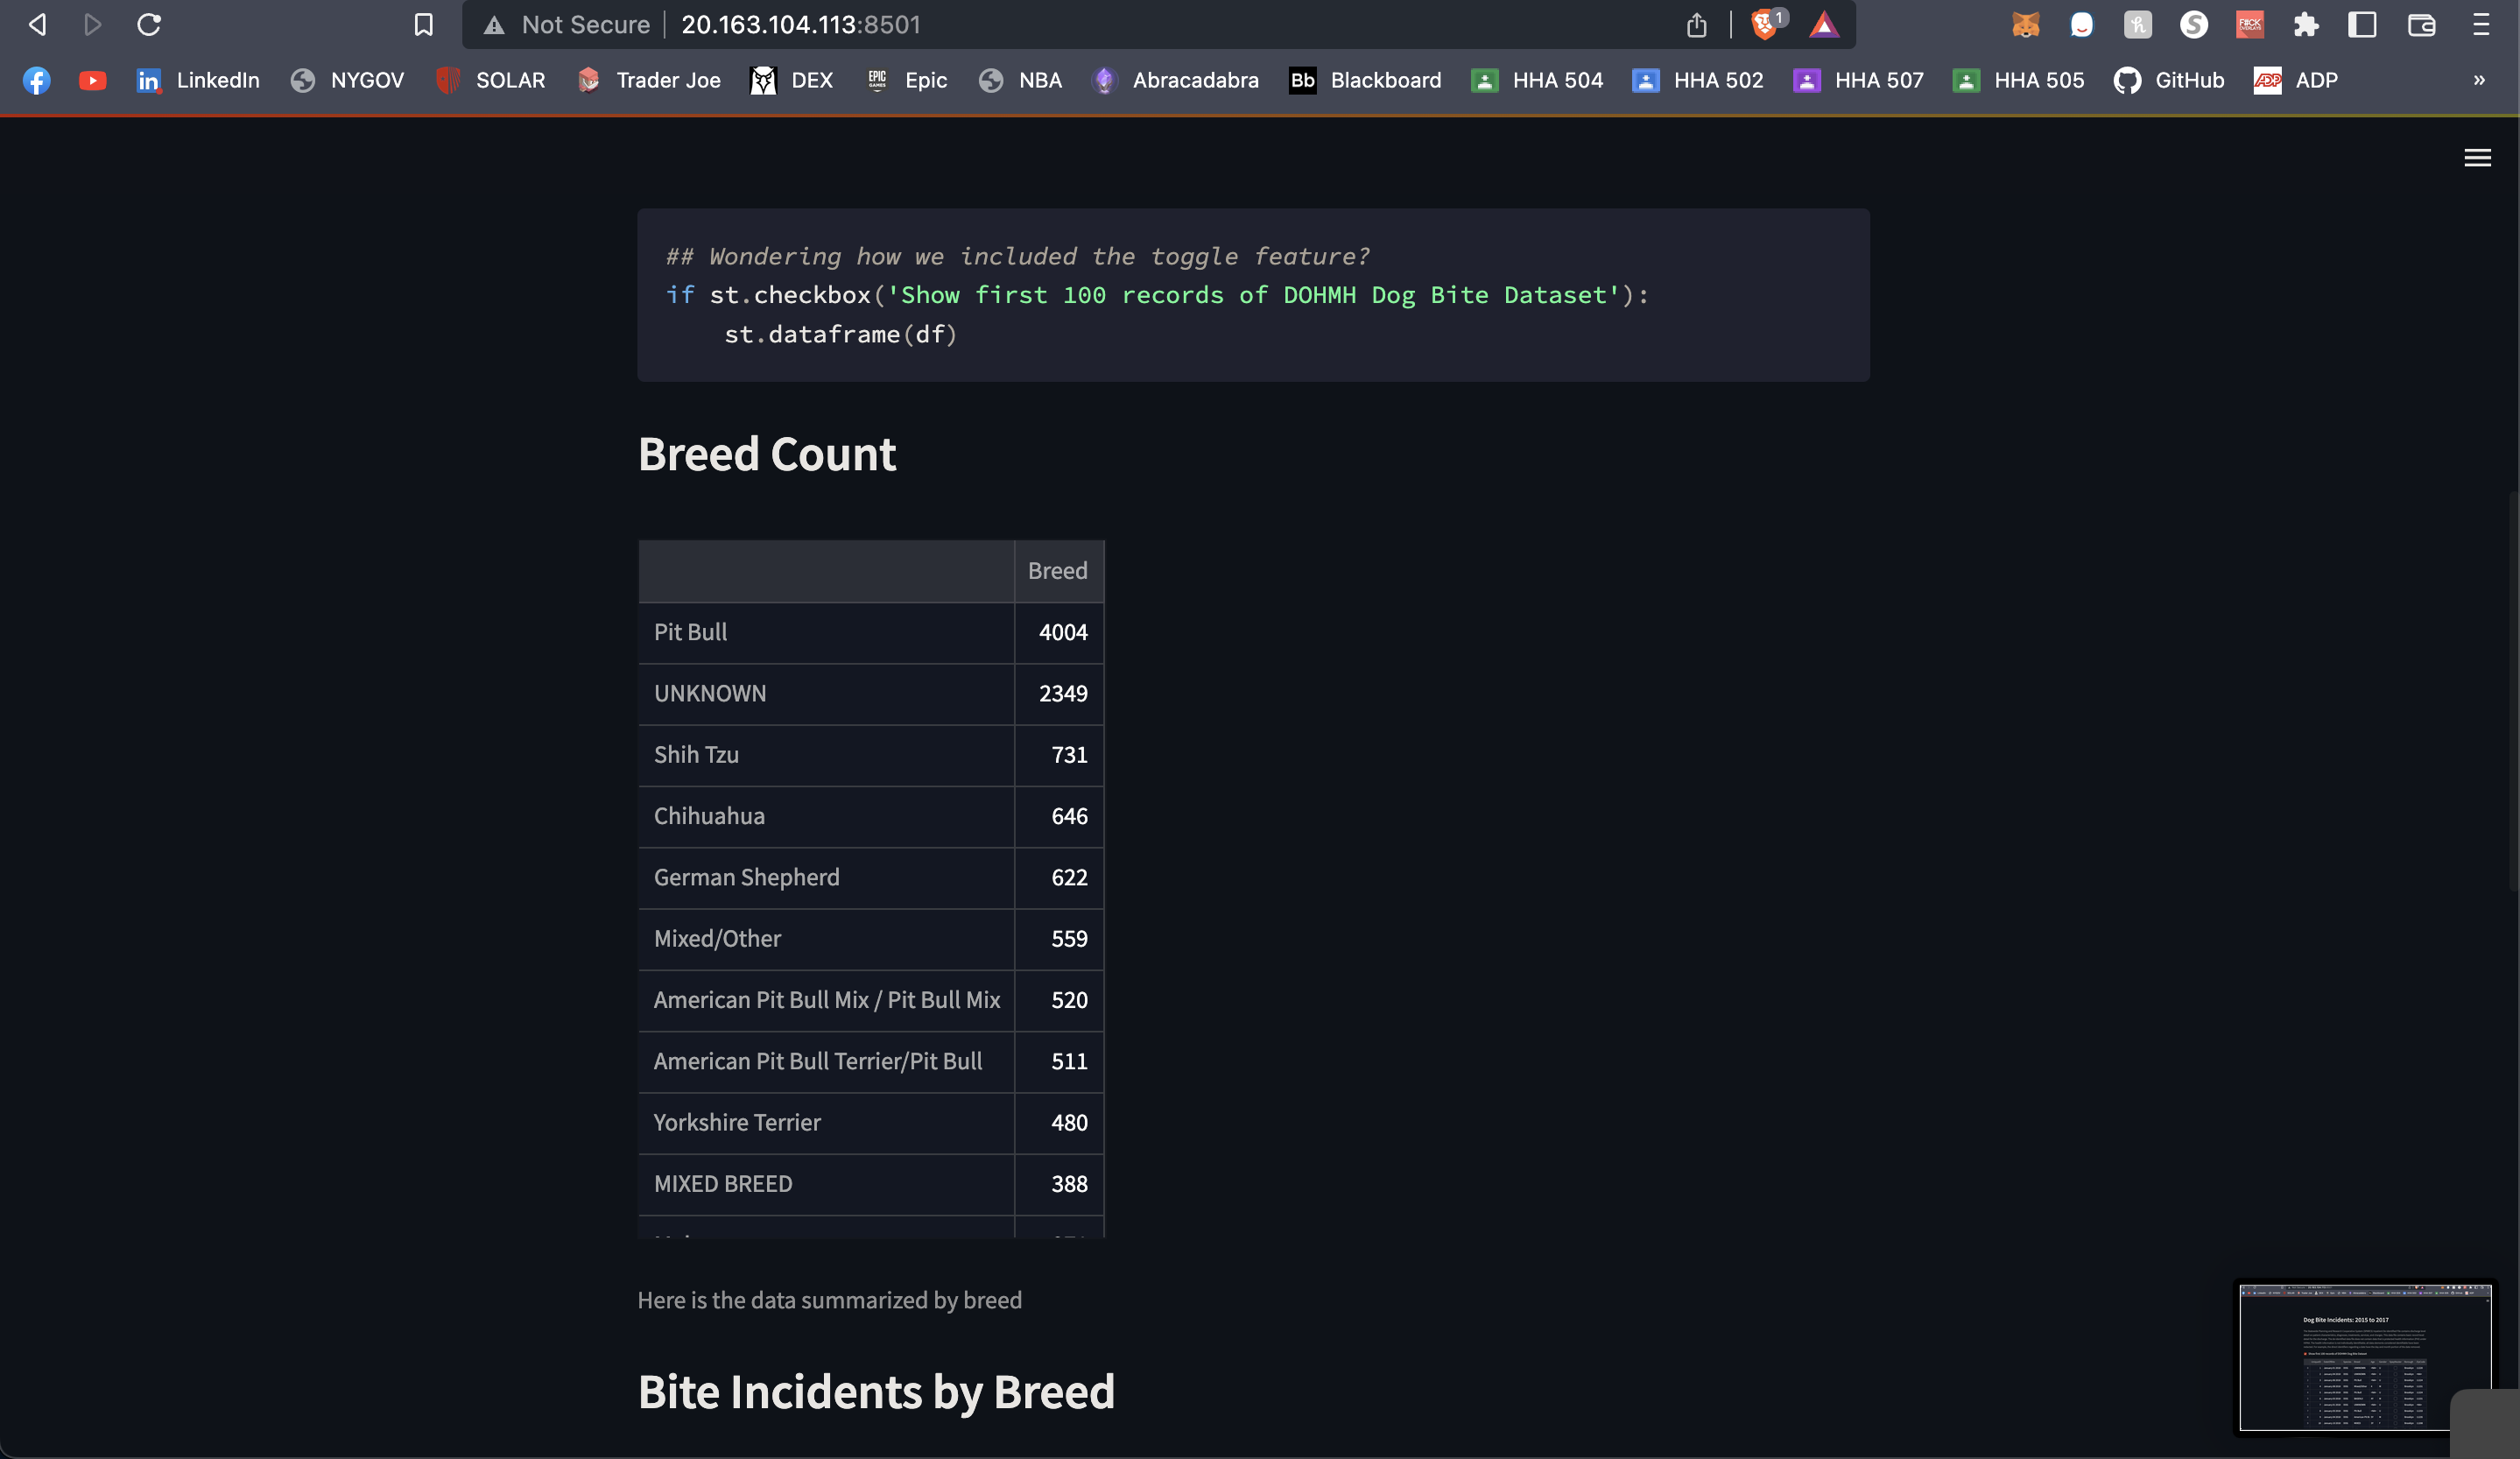 Not Secure 20.163.104.113:8501 1
LinkedIn NYGOV SOLAR Trader Joe DEX Epic NBA Abracadabra Bb Blackboard HHA 504 HHA 502 HHA 507 HHA 505 GitHub ADP ADP »
## Wondering how we included the toggle feature?
if st.checkbox('Show first 100 records of DOHMH Dog Bite Dataset'):
st.dataframe(df)
Breed Count
Breed
Pit Bull 4004
UNKNOWN 2349
Shih Tzu 731
Chihuahua 646
German Shepherd 622
Mixed/Other 559
American Pit Bull Mix / Pit Bull Mix 520
American Pit Bull Terrier/Pit Bull 511
Yorkshire Terrier 480
MIXED BREED 388
Here is the data summarized by breed
Bite Incidents by Breed
Dog Bite Incidents: 2015 to 2017